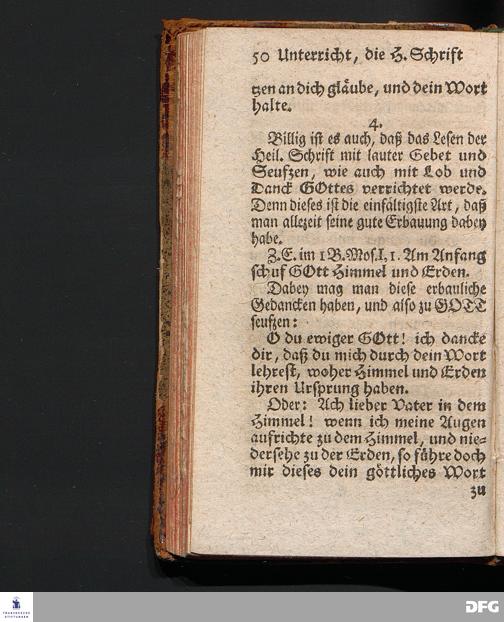 50 Unterricht, die H. Schrift
tzen an dich gläube, und dein Wort
halte.
4.
Billig ist es auch, daß das Lesen der
Heil. Schrift mit lauter Gebet und
Seufzen, wie auch mit Lob und
Danck GOttes verrichtet werde.
Denn dieses ist die einfältigste Art, daß
man allezeit seine gute Erbauung dabey
habe.
Z.E. im 1 B. Mos. I, 1. Am Anfang
schuf GOtt Himmel und Erden.
Dabey mag man diese erbauliche
Gedancken haben, und also zu GOTT
seufzen:
O du ewiger GOtt! ich dancke
dir, daß du mich durch dein Wort
lehrest, woher Himmel und Erden
ihren Ursprung haben.
Oder: Ach lieber Vater in dem
Himmel! wenn ich meine Augen
aufrichte zu dem Himmel, und nie-
dersehe zu der Erden, so führe doch
mir dieses dein göttliches Wort
zu
FRANCKESCHE
STIFTUNGEN
DFG